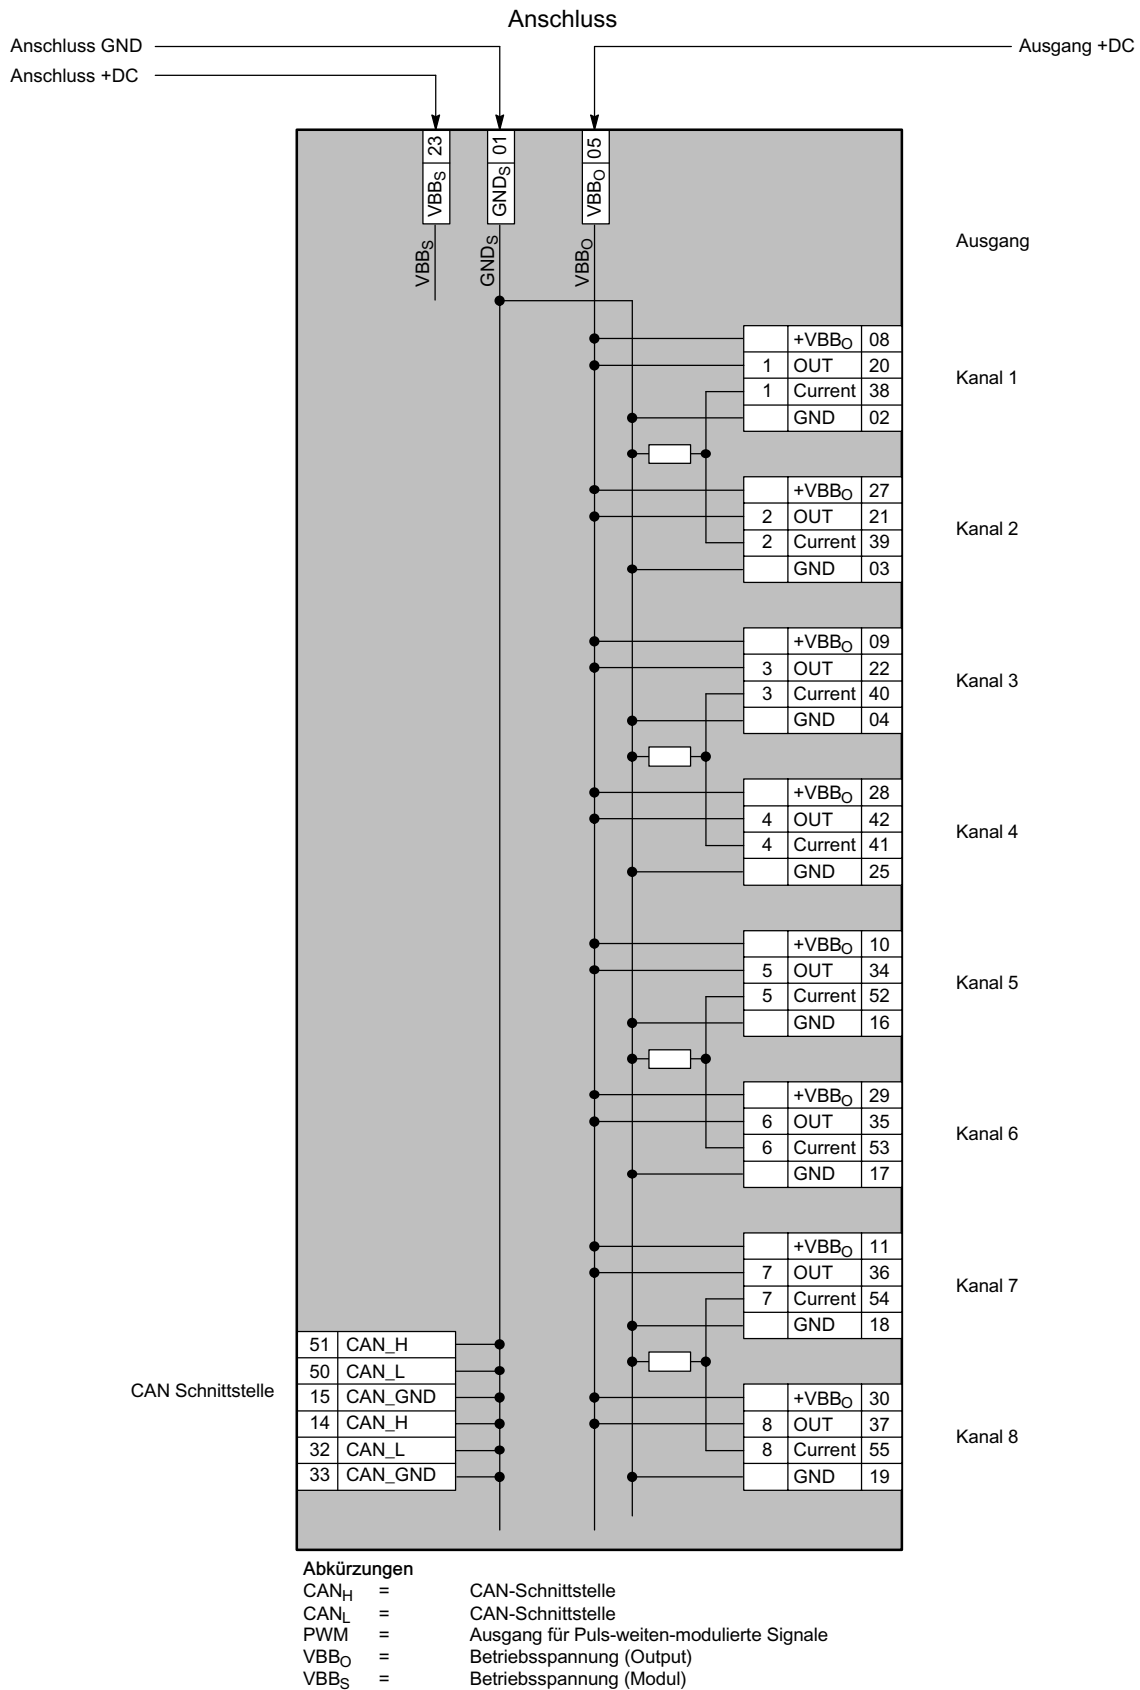 Anschluss
Anschluss GND
Ausgang +DC
Anschluss +DC
VBBS 23
GNDS 01
VBBO 05
VBBS
GNDS
VBBO
Ausgang
+VBBO 08
1 OUT 20
1 Current 38
GND 02
Kanal 1
+VBBO 27
2 OUT 21
2 Current 39
GND 03
Kanal 2
+VBBO 09
3 OUT 22
3 Current 40
GND 04
Kanal 3
+VBBO 28
4 OUT 42
4 Current 41
GND 25
Kanal 4
+VBBO 10
5 OUT 34
5 Current 52
GND 16
Kanal 5
+VBBO 29
6 OUT 35
6 Current 53
GND 17
Kanal 6
+VBBO 11
7 OUT 36
7 Current 54
GND 18
Kanal 7
+VBBO 30
8 OUT 37
8 Current 55
GND 19
Kanal 8
CAN Schnittstelle
51 CAN_H
50 CAN_L
15 CAN_GND
14 CAN_H
32 CAN_L
33 CAN_GND
Abkürzungen
CANH = CAN-Schnittstelle
CANL = CAN-Schnittstelle
PWM = Ausgang für Puls-weiten-modulierte Signale
VBBO = Betriebsspannung (Output)
VBBS = Betriebsspannung (Modul)